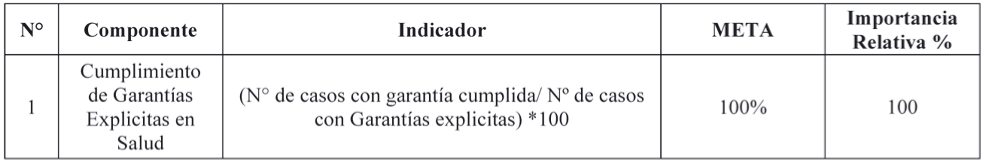 N° Componente Indicador META Importancia Relativa %
1 Cumplimiento de Garantías Explicitas en Salud (N° de casos con garantía cumplida/ Nº de casos con Garantías explicitas) *100 100% 100